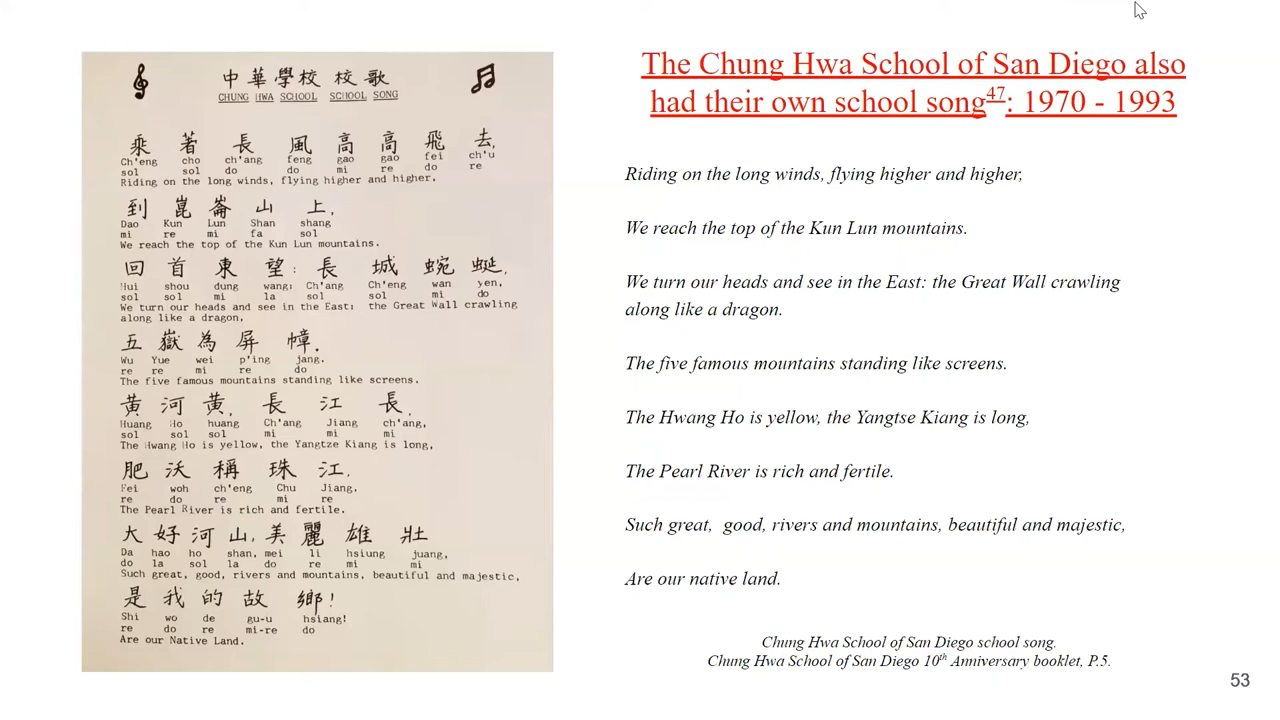 中華學校 校歌
CHUNG HWA SCHOOL SCHOOL SONG
乘 著 長 風 高 高 飛 去,
Ch'eng cho ch'ang feng gao gao fei ch'u
sol sol do do mi re do re
Riding on the long winds, flying higher and higher,
到 崑 崙 山 上,
Dao Kun Lun Shan shang
mi re mi fa sol
We reach the top of the Kun Lun mountains.
回 首 東 望: 長 城 蜿 蜒,
Hui shou dung wang: Ch'ang Ch'eng wan yen,
sol sol mi la sol sol mi do
We turn our heads and see in the East: the Great Wall crawling
along like a dragon,
五 嶽 為 屏 幛.
Wu Yue wei p'ing jang.
re re mi re do
The five famous mountains standing like screens.
黃 河 黃, 長 江 長,
Huang Ho huang Ch'ang Jiang ch'ang,
sol sol sol mi mi mi
The Hwang Ho is yellow, the Yangtze Kiang is long,
肥 沃 稱 珠 江.
Fei woh ch'eng Chu Jiang,
re do re mi re
The Pearl River is rich and fertile.
大 好 河 山, 美 麗 雄 壯
Da hao ho shan, mei li hsiung juang,
do la sol la do re mi mi
Such great, good, rivers and mountains, beautiful and majestic,
是 我 的 故 鄉!
Shi wo de gu-u hsiang!
re do re mi-re do
Are our Native Land.
The Chung Hwa School of San Diego also
had their own school song47: 1970 - 1993
Riding on the long winds, flying higher and higher,
We reach the top of the Kun Lun mountains.
We turn our heads and see in the East: the Great Wall crawling
along like a dragon.
The five famous mountains standing like screens.
The Hwang Ho is yellow, the Yangtse Kiang is long,
The Pearl River is rich and fertile.
Such great, good, rivers and mountains, beautiful and majestic,
Are our native land.
Chung Hwa School of San Diego school song.
Chung Hwa School of San Diego 10th Anniversary booklet, P.5.
53